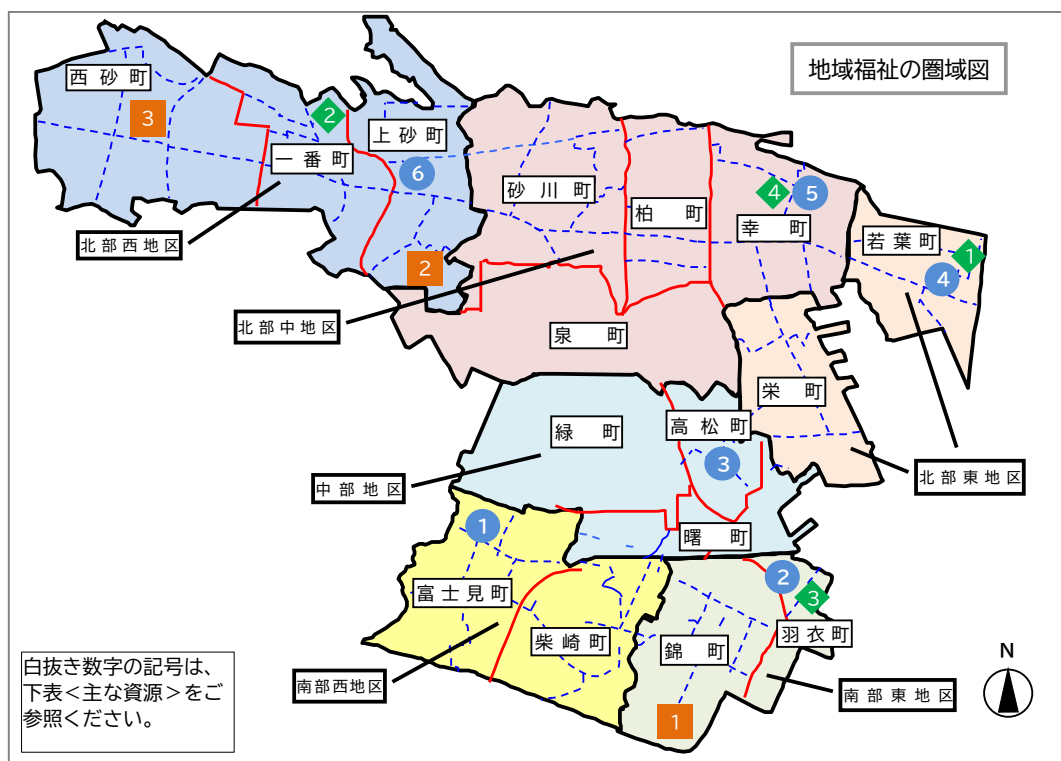 地域福祉の圏域図
西砂町
3
2
一番町
上砂町
6
北部西地区
2
砂川町
柏町
4
5
幸町
若葉町
1
4
北部中地区
泉町
栄町
緑町
高松町
3
中部地区
北部東地区
1
曙町
富士見町
2
3
柴崎町
錦町
羽衣町
南部西地区
南部東地区
1
N
白抜き数字の記号は、
下表<主な資源>をご
参照ください。